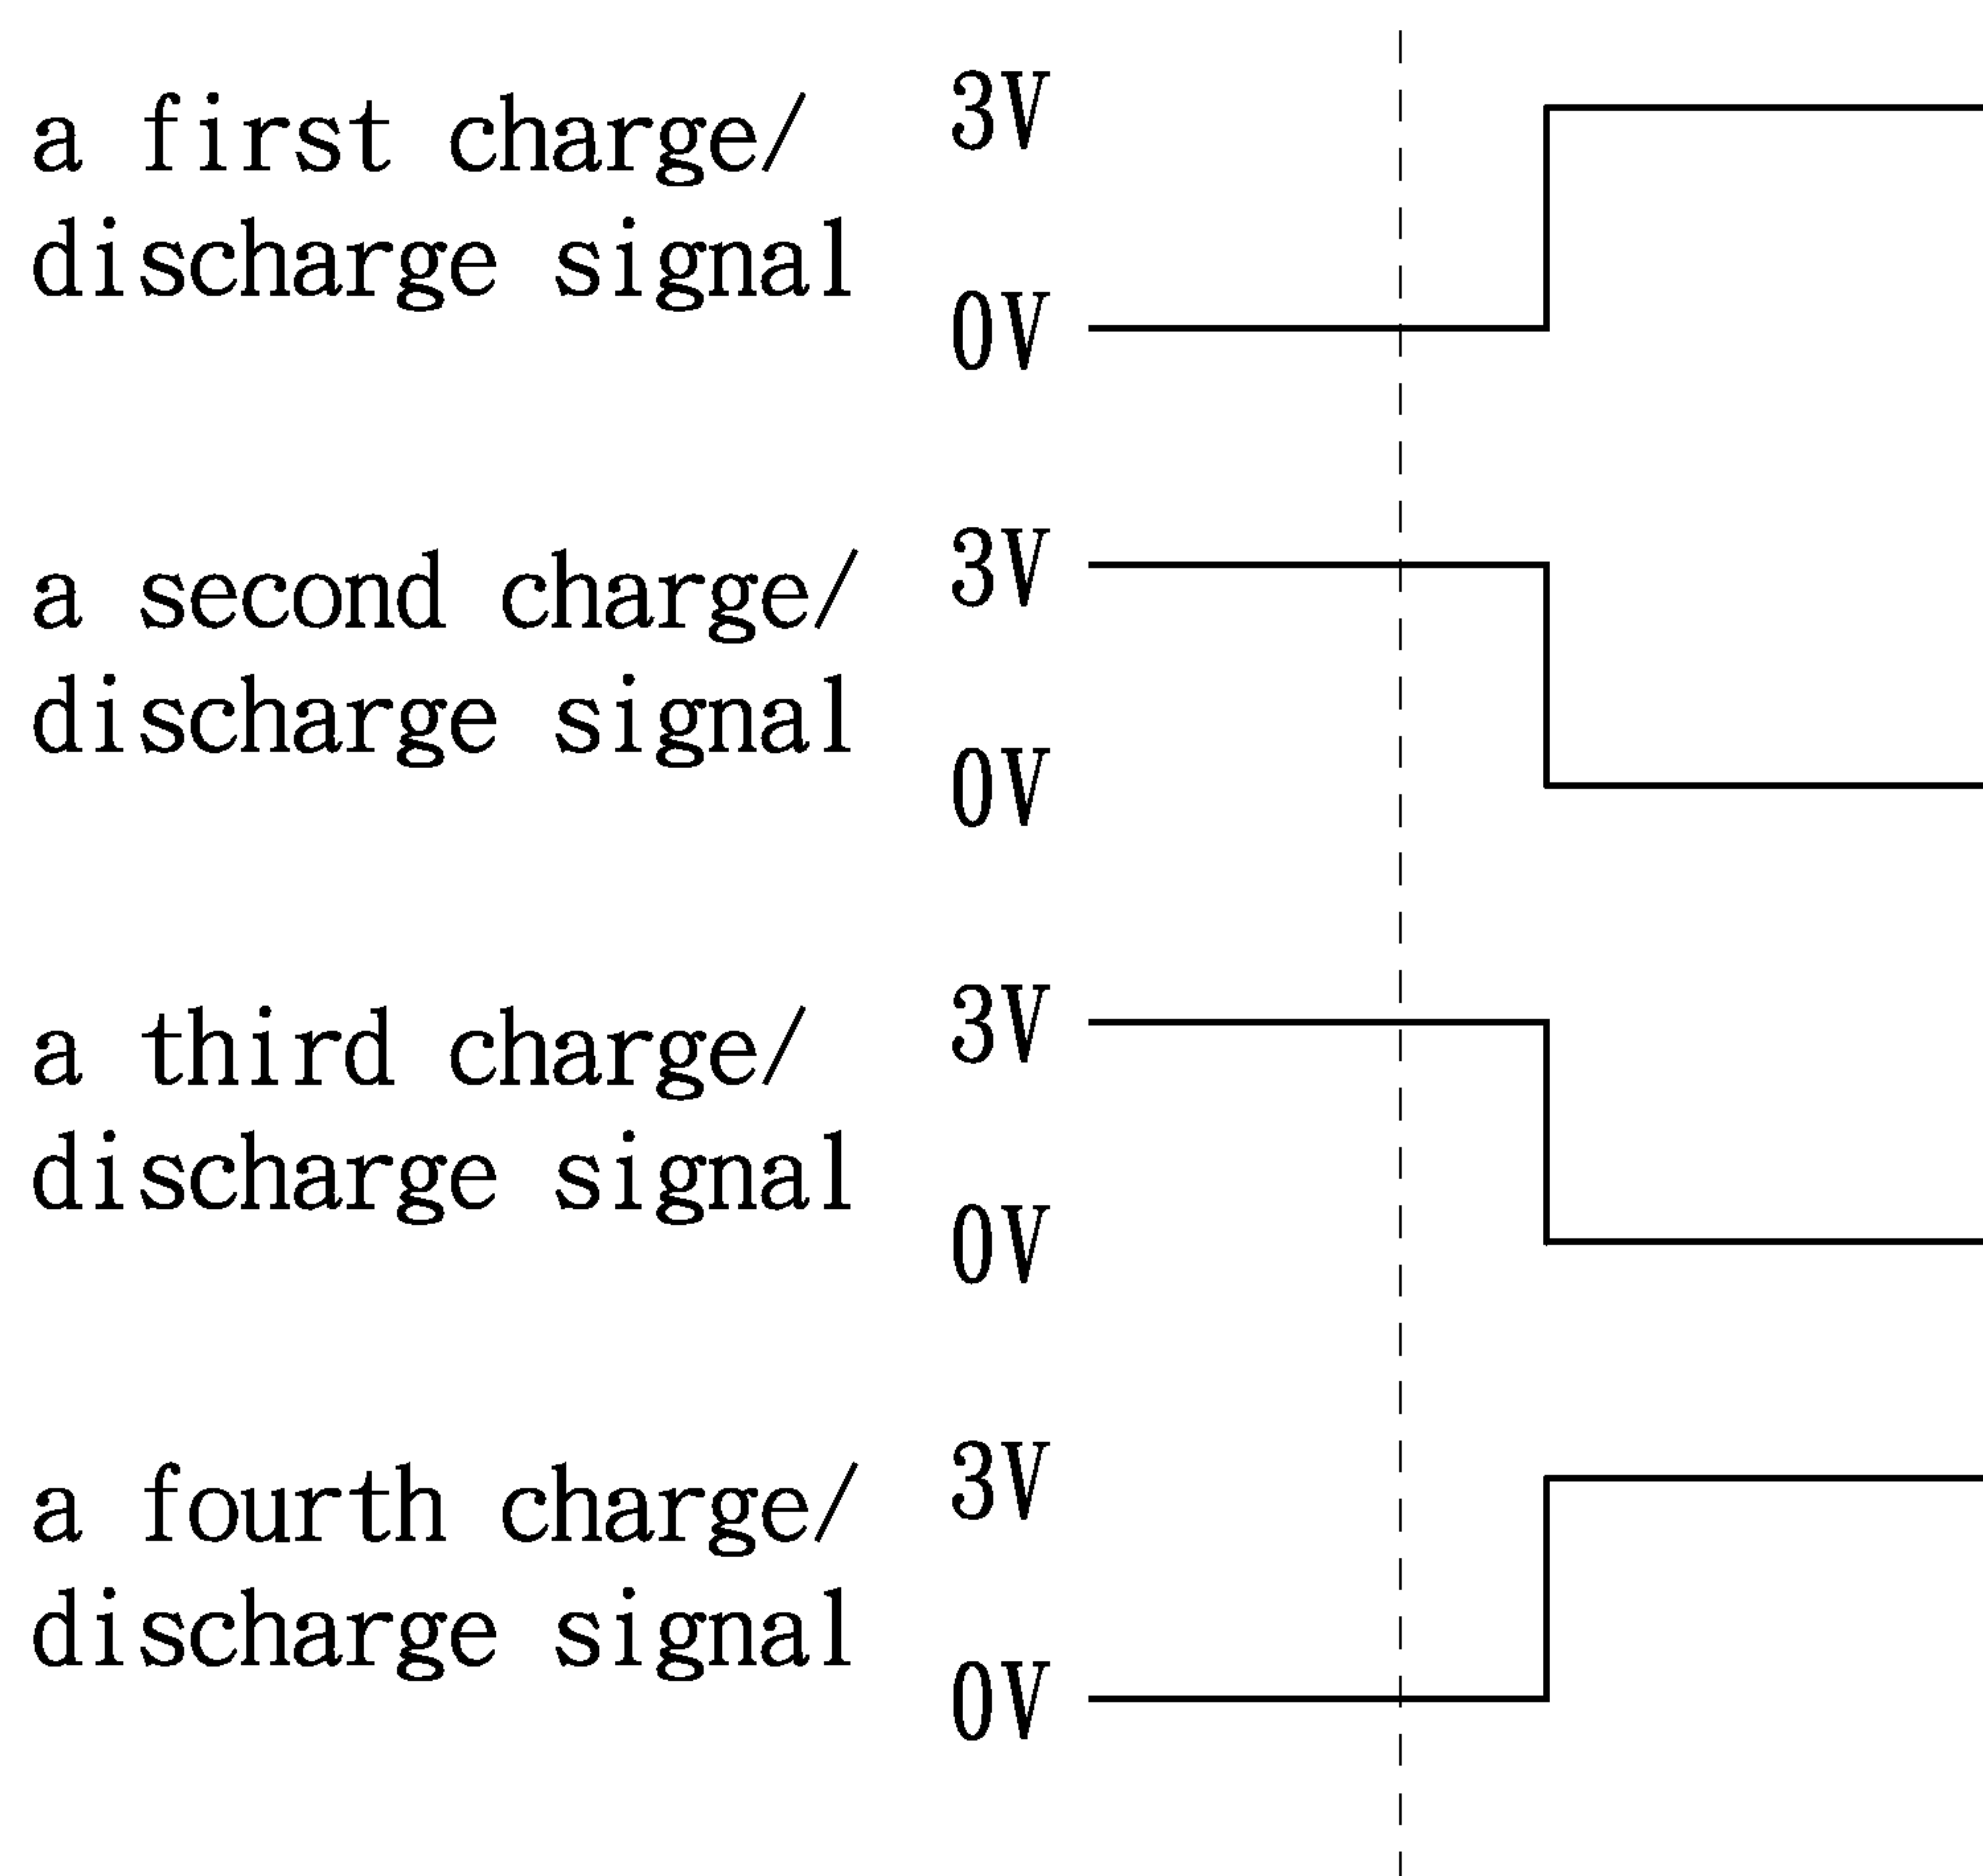 a first charge/
discharge signal
3V
0V
a second charge/
discharge signal
3V
0V
a third charge/
discharge signal
3V
0V
a fourth charge/
discharge signal
3V
0V